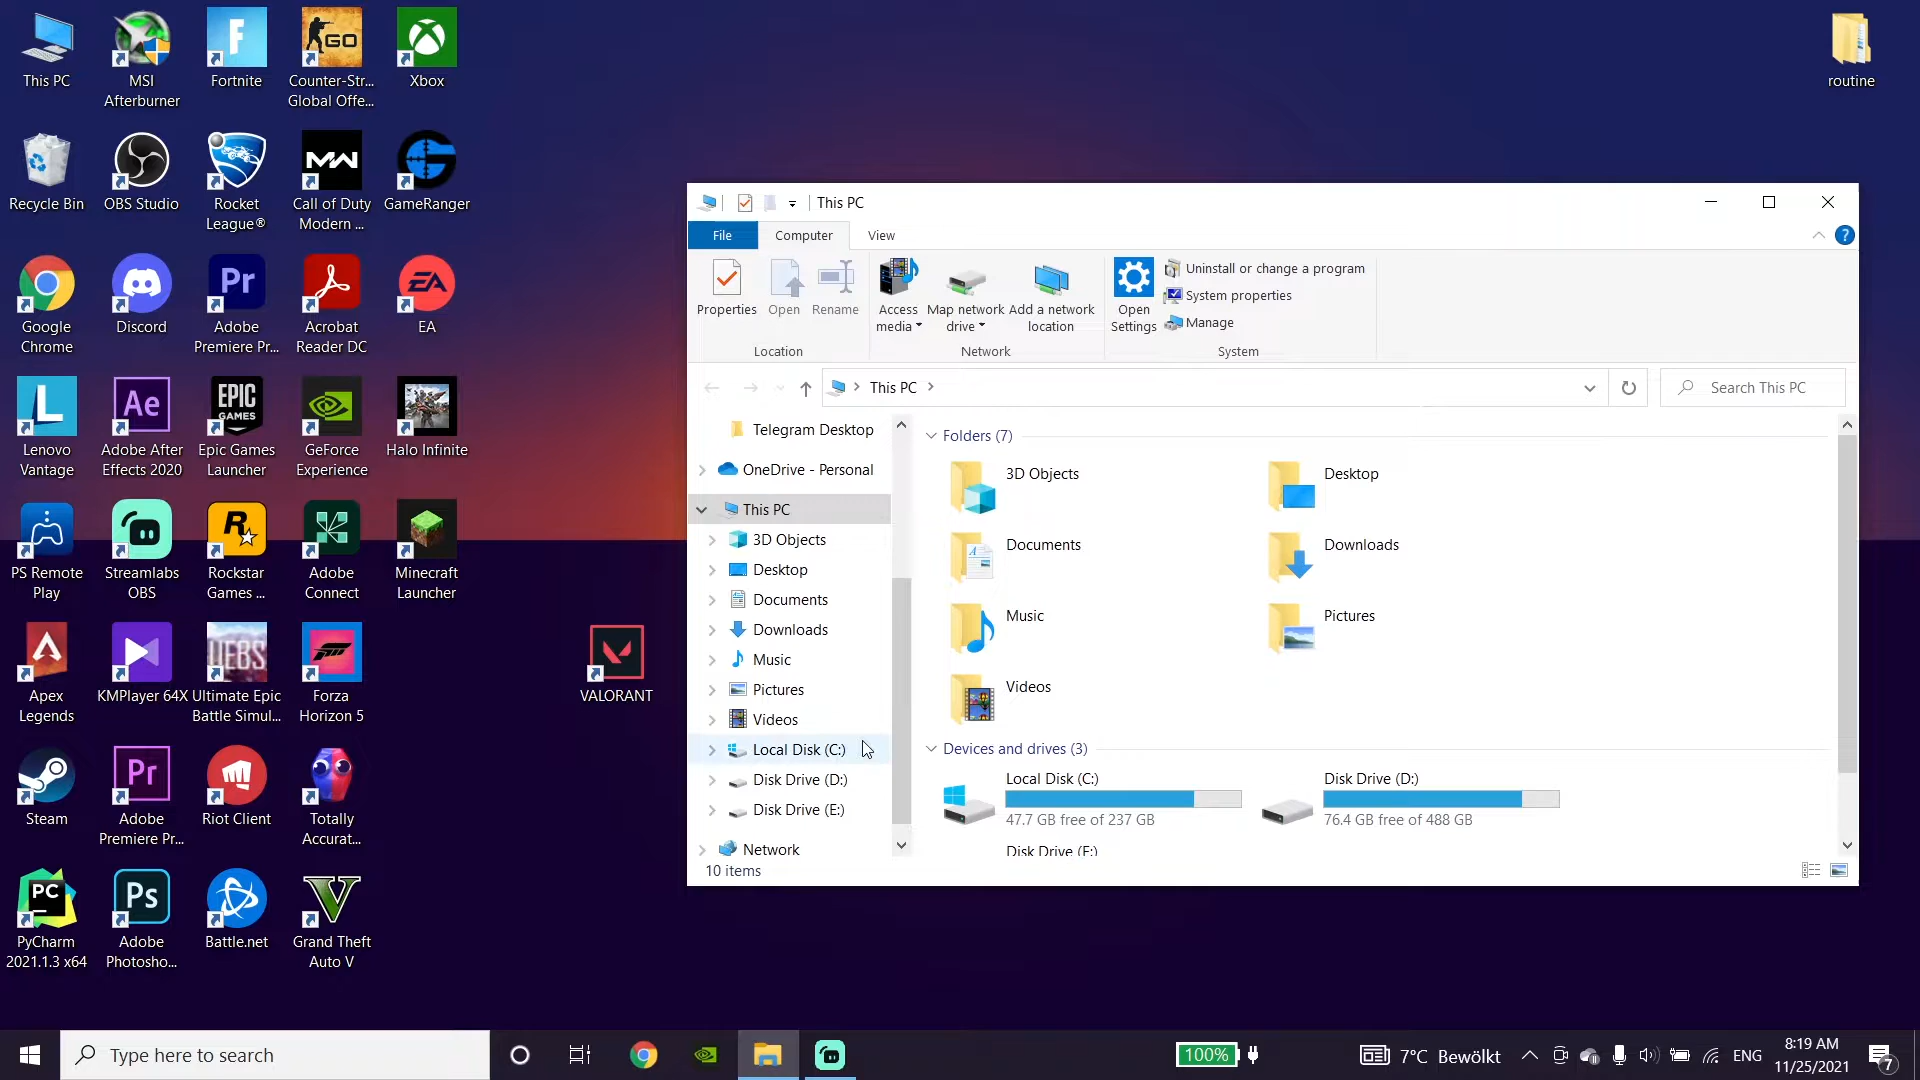 This PC
MSI
Afterburner
Fortnite
Counter-Str...
Global Offe...
Xbox
routine
Recycle Bin
OBS Studio
Rocket
League®
Call of Duty
Modern ...
GameRanger
Google
Chrome
Discord
Adobe
Premiere Pr...
Acrobat
Reader DC
EA
Lenovo
Vantage
Adobe After
Effects 2020
Epic Games
Launcher
GeForce
Experience
Halo Infinite
PS Remote
Play
Streamlabs
OBS
Rockstar
Games ...
Adobe
Connect
Minecraft
Launcher
Apex
Legends
KMPlayer 64X
Ultimate Epic
Battle Simul...
Forza
Horizon 5
VALORANT
Steam
Adobe
Premiere Pr...
Riot Client
Totally
Accurat...
PyCharm
2021.1.3 x64
Adobe
Photosho...
Battle.net
Grand Theft
Auto V
This PC
File
Computer
View
Properties
Open
Rename
Access
media
Map network
drive
Add a network
location
Open
Settings
Uninstall or change a program
System properties
Manage
Location
Network
System
This PC
Search This PC
Telegram Desktop
OneDrive - Personal
This PC
3D Objects
Desktop
Documents
Downloads
Music
Pictures
Videos
Local Disk (C:)
Disk Drive (D:)
Disk Drive (E:)
Network
Folders (7)
3D Objects
Desktop
Documents
Downloads
Music
Pictures
Videos
Devices and drives (3)
Local Disk (C:)
47.7 GB free of 237 GB
Disk Drive (D:)
76.4 GB free of 488 GB
Disk Drive (E:)
10 items
Type here to search
100%
7°C Bewölkt
ENG
8:19 AM
11/25/2021
7